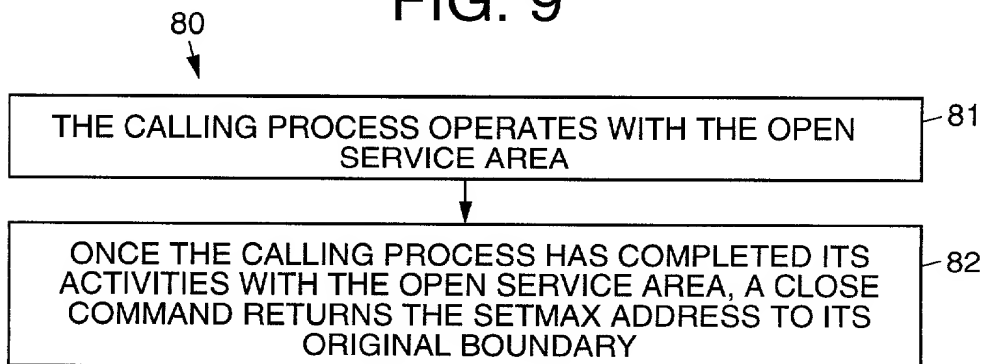 FIG. 9
80
THE CALLING PROCESS OPERATES WITH THE OPEN
SERVICE AREA
81
ONCE THE CALLING PROCESS HAS COMPLETED ITS
ACTIVITIES WITH THE OPEN SERVICE AREA, A CLOSE
COMMAND RETURNS THE SETMAX ADDRESS TO ITS
ORIGINAL BOUNDARY
82